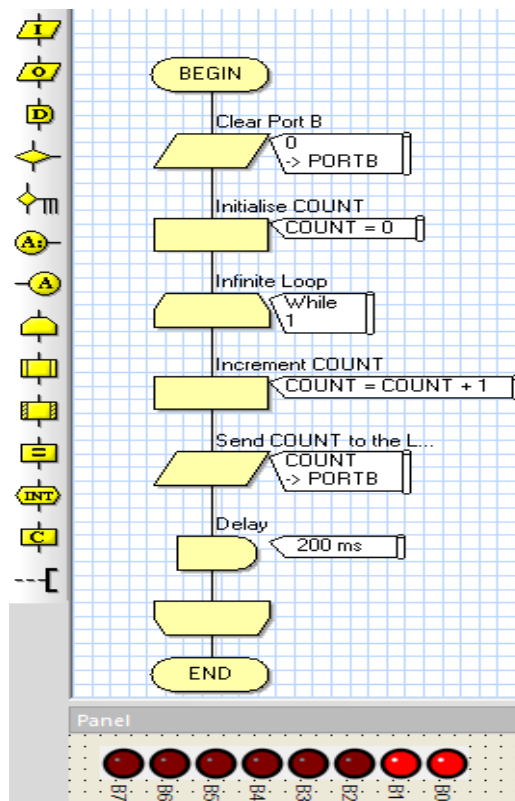 I
O
D
A:
A
=
INT
C
BEGIN
Clear Port B
0
-> PORTB
Initialise COUNT
COUNT = 0
Infinite Loop
While
1
Increment COUNT
COUNT = COUNT + 1
Send COUNT to the L...
COUNT
-> PORTB
Delay
200 ms
END
Panel
B7 B6 B5 B4 B3 B2 B1 B0